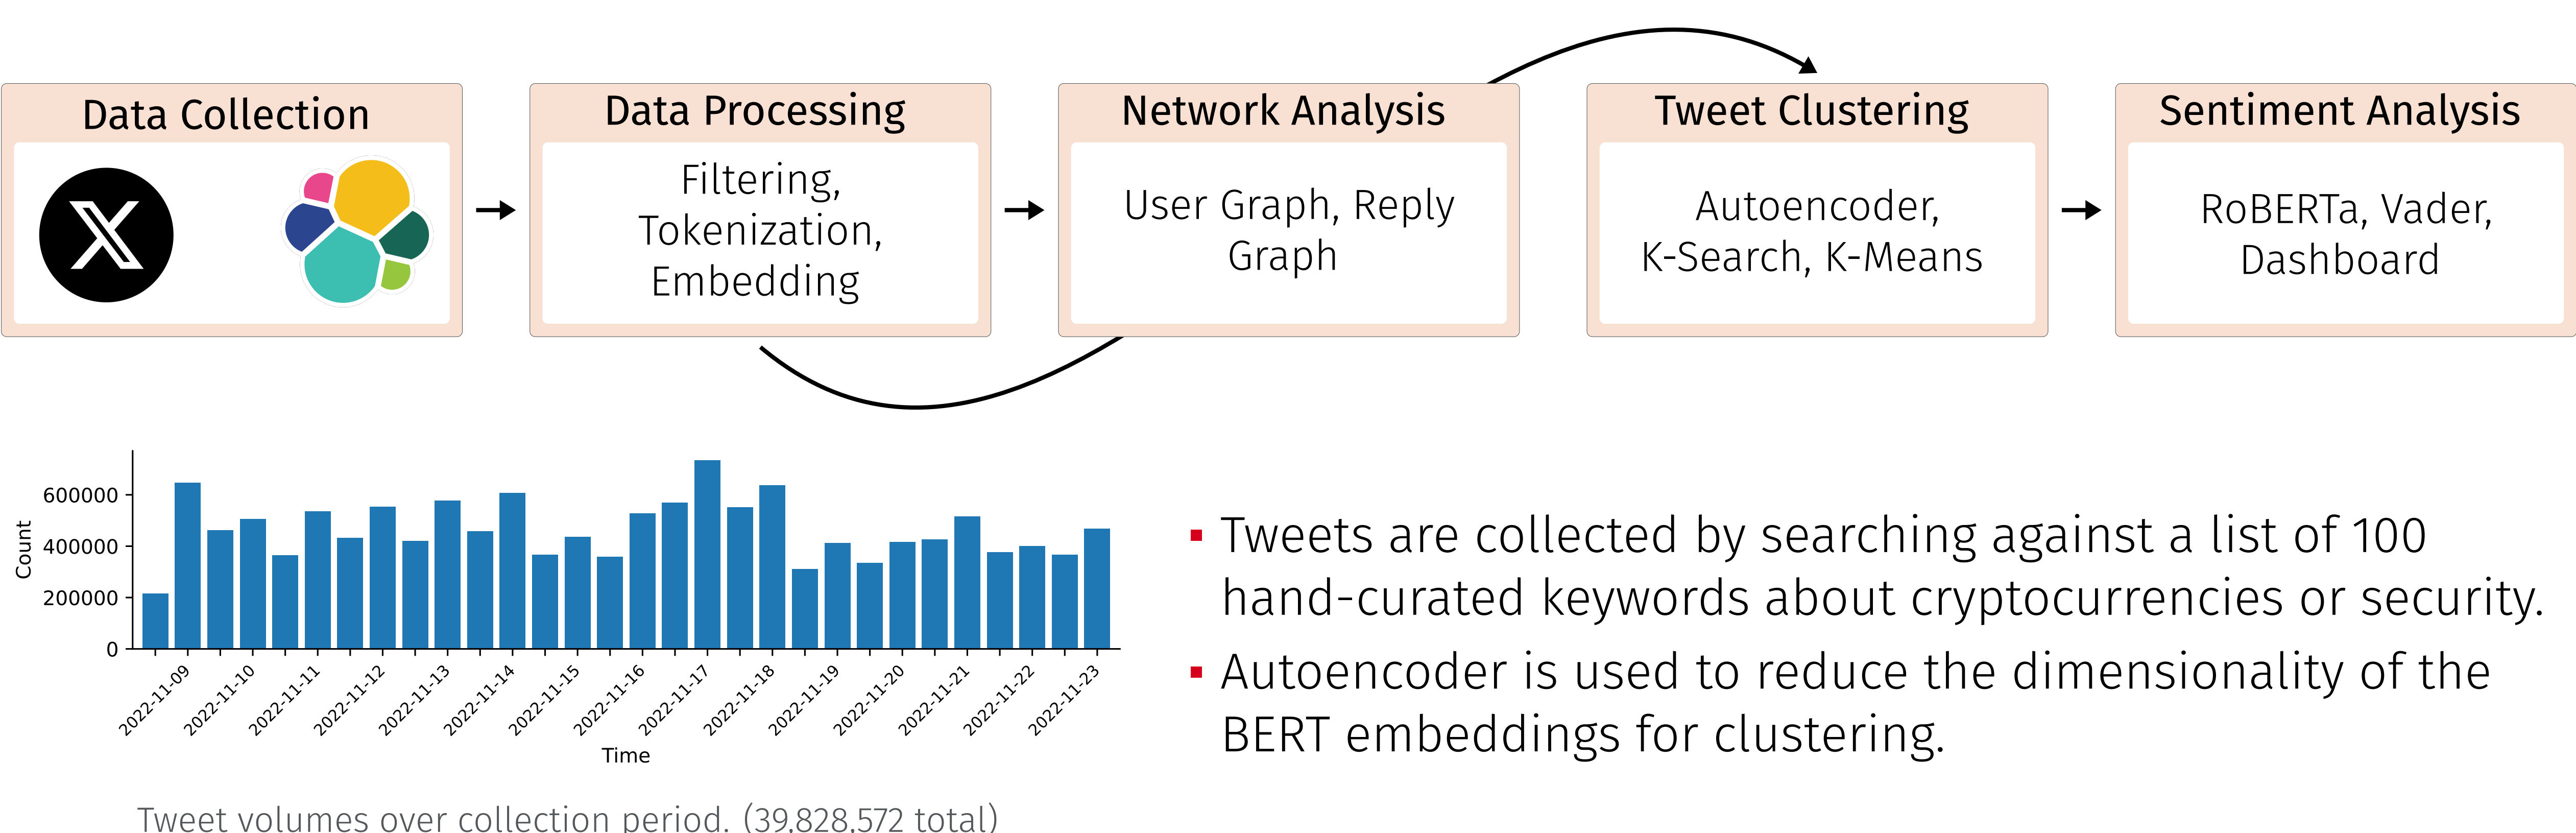 Data Collection
Data Processing
Filtering,
Tokenization,
Embedding
Network Analysis
User Graph, Reply
Graph
Tweet Clustering
Autoencoder,
K-Search, K-Means
Sentiment Analysis
RoBERTa, Vader,
Dashboard
Count
600000
400000
200000
0
2022-11-09
2022-11-10
2022-11-11
2022-11-12
2022-11-13
2022-11-14
2022-11-15
2022-11-16
2022-11-17
2022-11-18
2022-11-19
2022-11-20
2022-11-21
2022-11-22
2022-11-23
Time
Tweet volumes over collection period. (39,828,572 total)
▪ Tweets are collected by searching against a list of 100
hand-curated keywords about cryptocurrencies or security.
▪ Autoencoder is used to reduce the dimensionality of the
BERT embeddings for clustering.